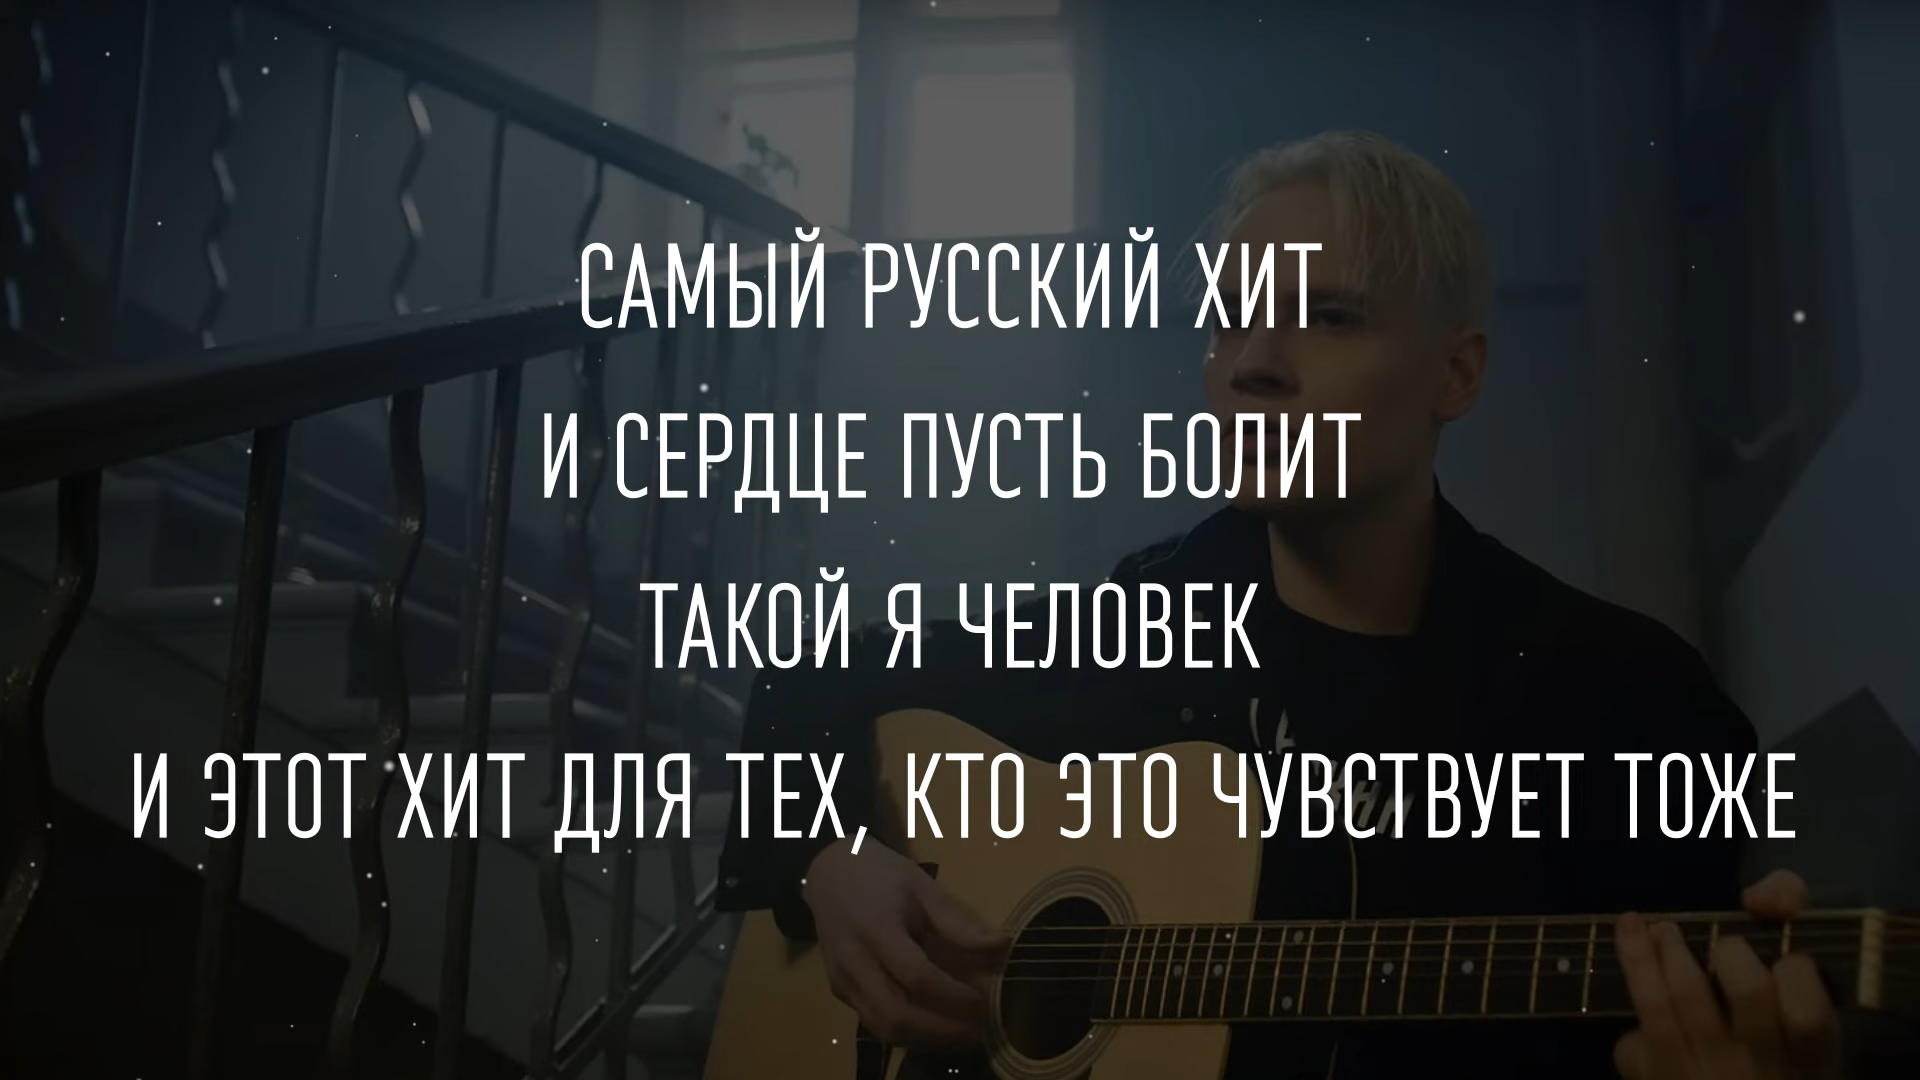 САМЫЙ РУССКИЙ ХИТ
И СЕРДЦЕ ПУСТЬ БОЛИТ
ТАКОЙ Я ЧЕЛОВЕК
И ЭТОТ ХИТ ДЛЯ ТЕХ, КТО ЭТО ЧУВСТВУЕТ ТОЖЕ